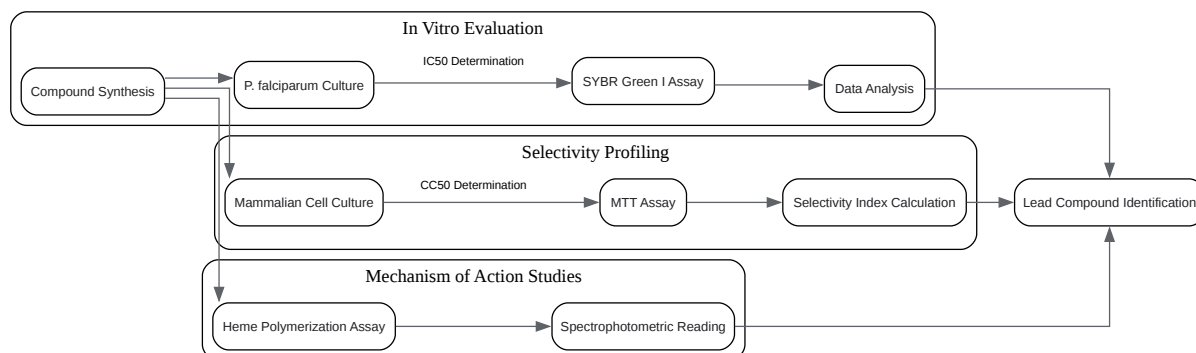 In Vitro Evaluation
IC50 Determination
Compound Synthesis
P. falciparum Culture
SYBR Green I Assay
Data Analysis
Selectivity Profiling
CC50 Determination
Mammalian Cell Culture
MTT Assay
Selectivity Index Calculation
Lead Compound Identification
Mechanism of Action Studies
Heme Polymerization Assay
Spectrophotometric Reading